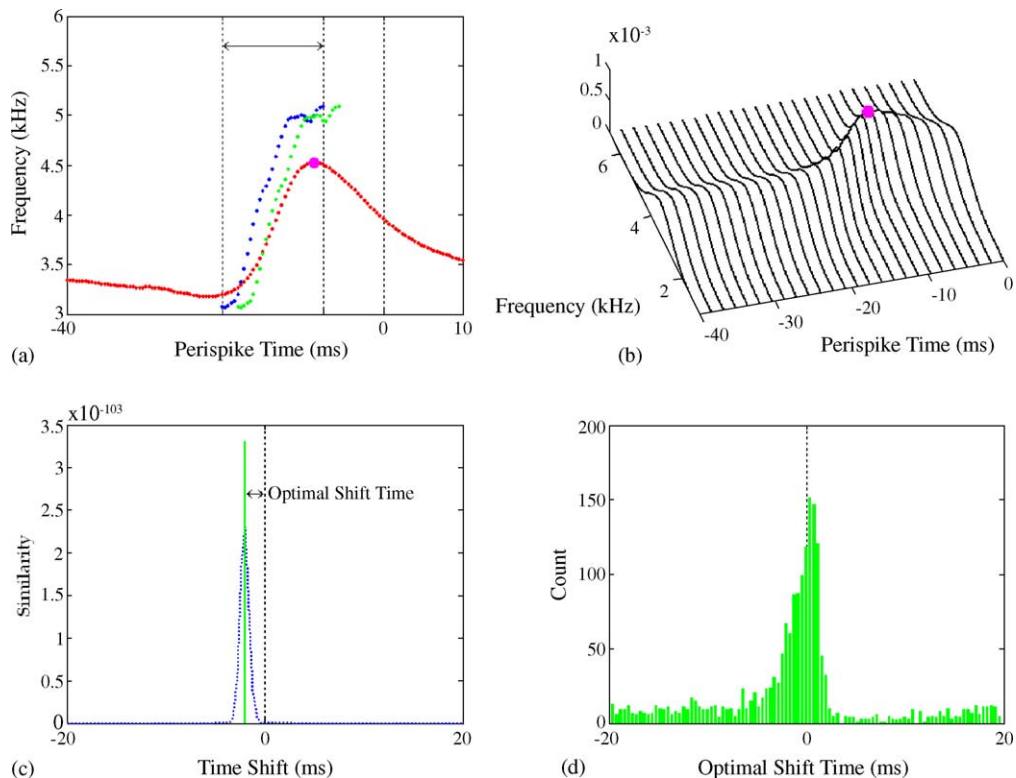 6
5.5
5
4.5
4
3.5
3
Frequency (kHz)
-40
0
10
Perispike Time (ms)
(a)
x10-3
1
0.5
0
6
4
2
Frequency (kHz)
-40
-30
-20
-10
0
Perispike Time (ms)
(b)
x10-103
3.5
3
2.5
2
1.5
1
0.5
0
Similarity
Optimal Shift Time
-20
0
20
Time Shift (ms)
(c)
200
150
100
50
0
Count
-20
0
20
Optimal Shift Time (ms)
(d)